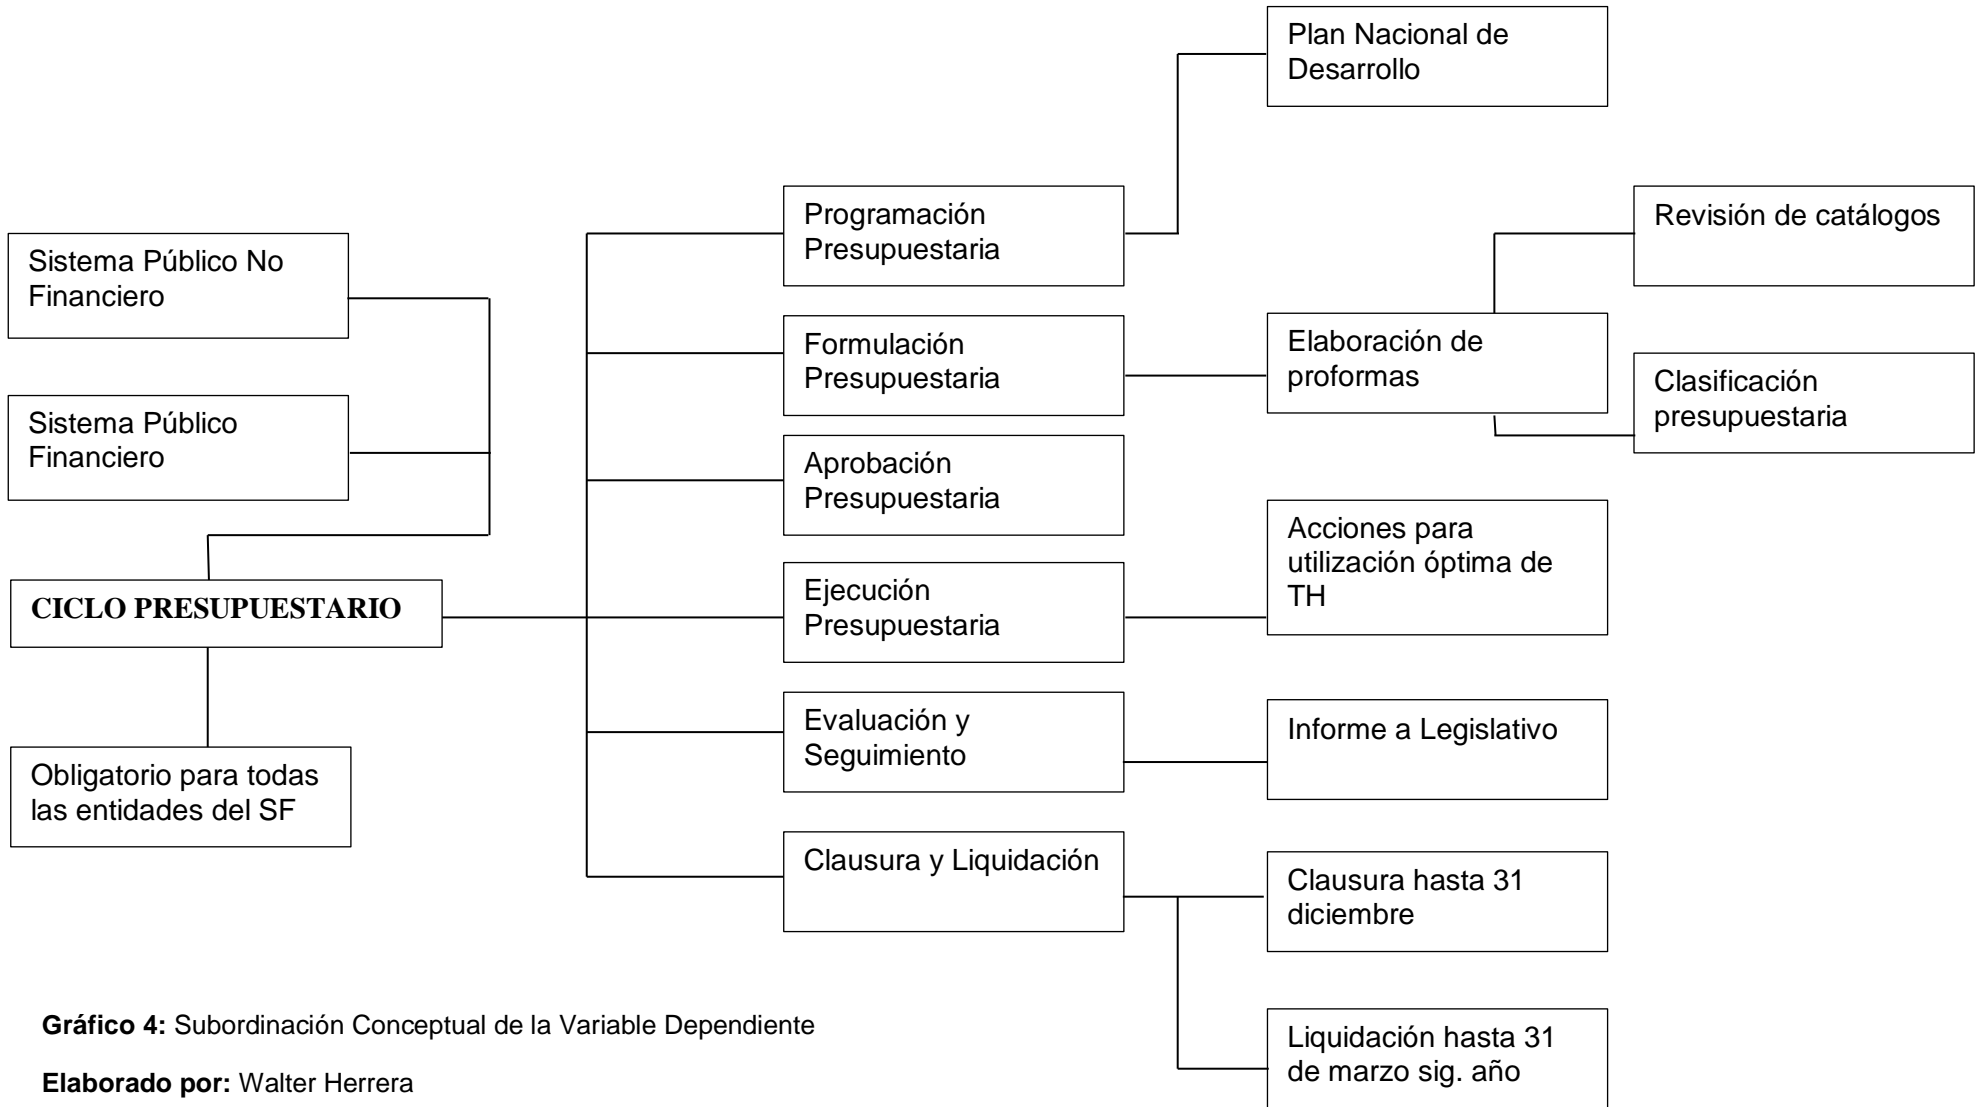 Plan Nacional de
Desarrollo
Programación
Presupuestaria
Revisión de catálogos
Sistema Público No
Financiero
Formulación
Presupuestaria
Elaboración de
proformas
Clasificación
presupuestaria
Sistema Público
Financiero
Aprobación
Presupuestaria
Acciones para
utilización óptima de
TH
CICLO PRESUPUESTARIO
Ejecución
Presupuestaria
Evaluación y
Seguimiento
Informe a Legislativo
Obligatorio para todas
las entidades del SF
Clausura y Liquidación
Clausura hasta 31
diciembre
Liquidación hasta 31
de marzo sig. año
Gráfico 4: Subordinación Conceptual de la Variable Dependiente
Elaborado por: Walter Herrera